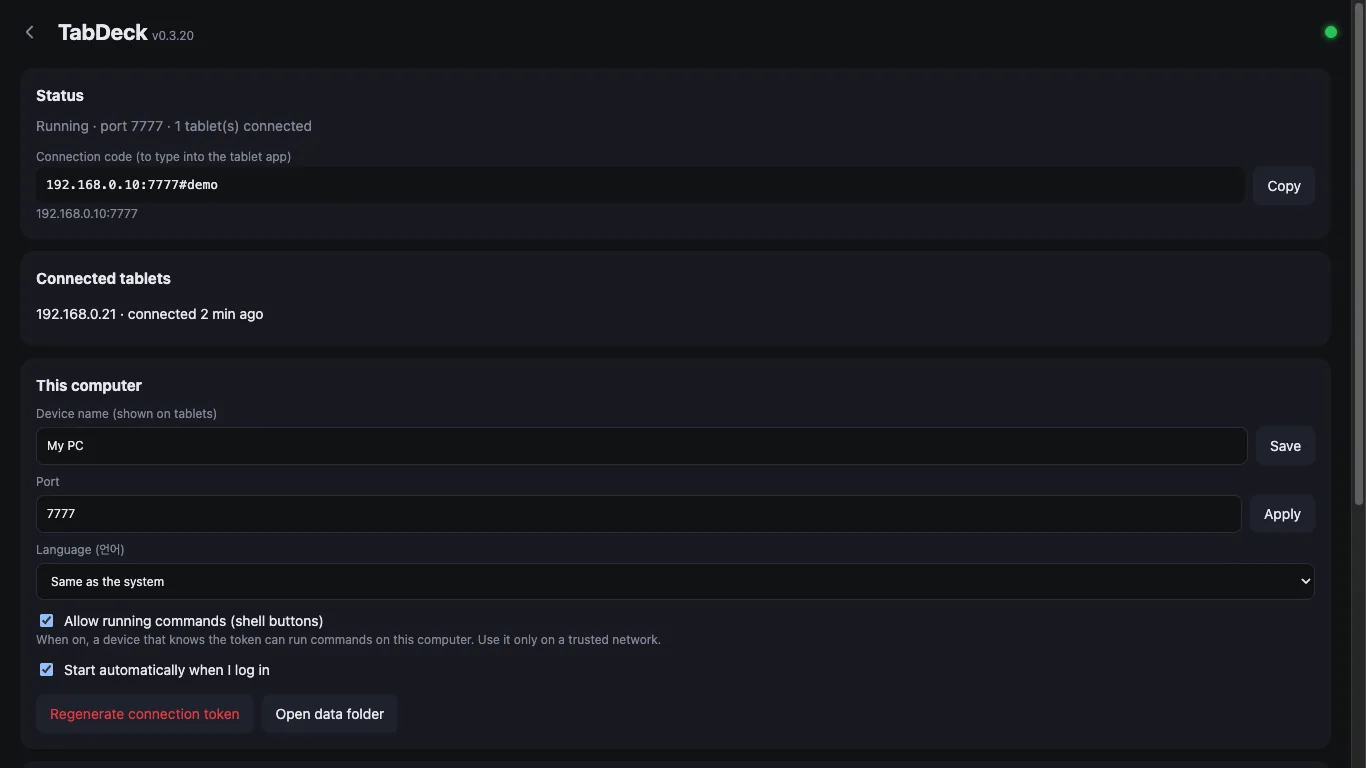 TabDeck v0.3.20
Status
Running · port 7777 · 1 tablet(s) connected
Connection code (to type into the tablet app)
192.168.0.10:7777#demo
Copy
192.168.0.10:7777
Connected tablets
192.168.0.21 · connected 2 min ago
This computer
Device name (shown on tablets)
My PC
Save
Port
7777
Apply
Language (언어)
Same as the system
Allow running commands (shell buttons)
When on, a device that knows the token can run commands on this computer. Use it only on a trusted network.
Start automatically when I log in
Regenerate connection token
Open data folder